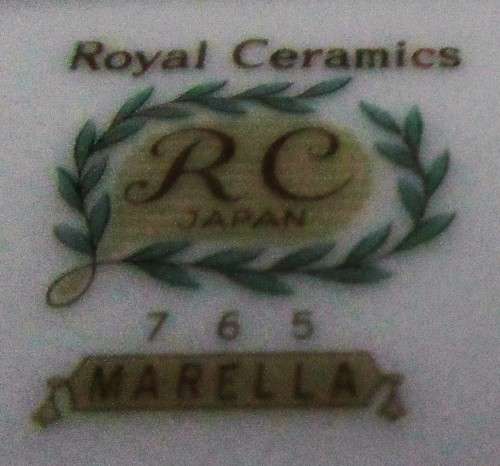 Royal Ceramics
RC
JAPAN
765
MARELLA